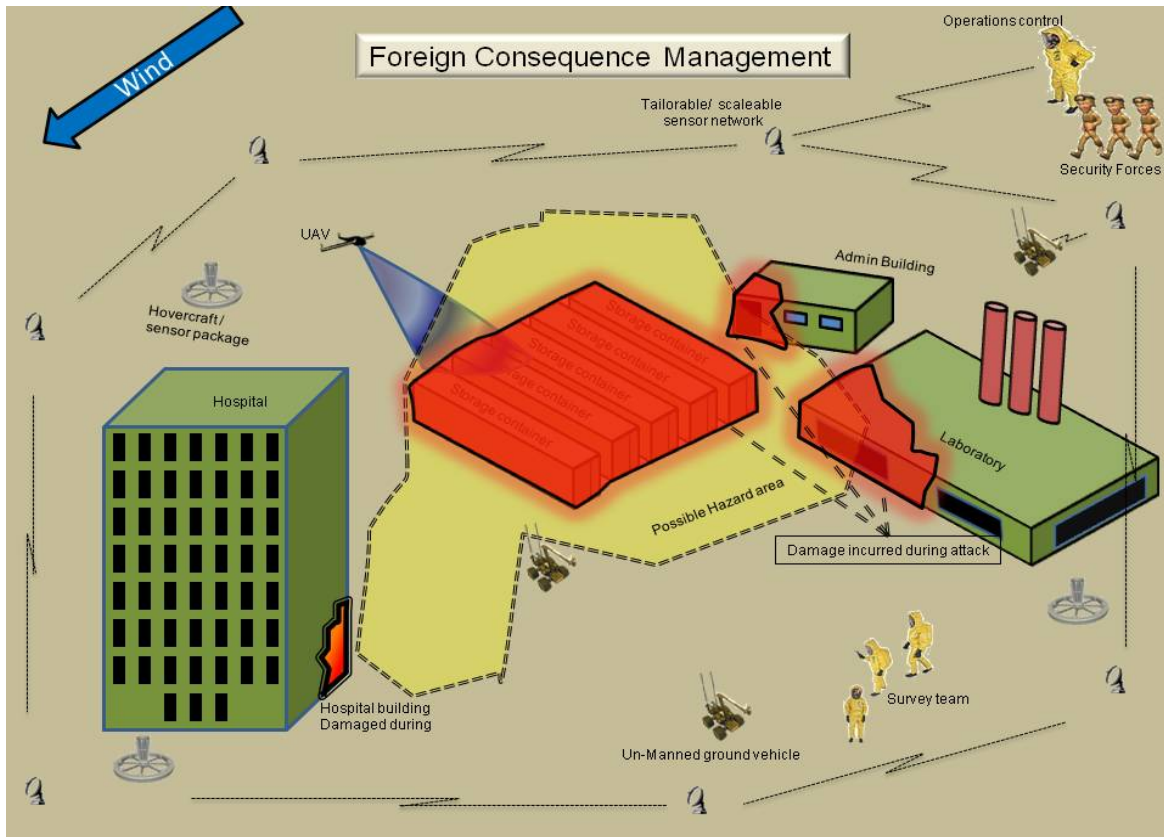 Operations control
Foreign Consequence Management
Wind
Tailorable/ scaleable
sensor network
Security Forces
UAV
Admin Building
Hovercraft/
sensor package
Storage container
Storage container
Storage container
Storage container
Storage container
Hospital
Laboratory
Possible Hazard area
Damage incurred during attack
Survey team
Hospital building
Damaged during
Un-Manned ground vehicle